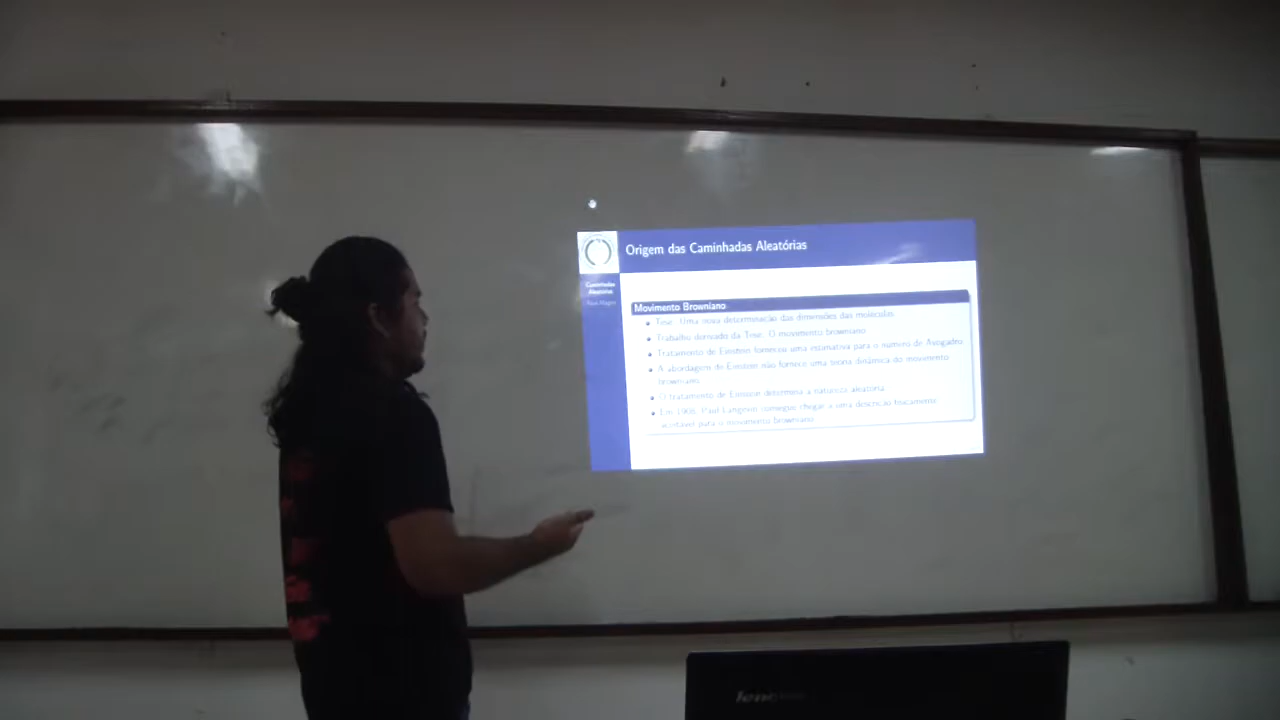 Origem das Caminhadas Aleatórias
Caminhadas
Aleatórias
Movimento Browniano
Tese: Uma nova determinação das dimensões das moléculas
Trabalho derivado da Tese: O movimento browniano
Tratamento de Einstein forneceu uma estimativa para o número de Avogadro
A abordagem de Einstein não fornece uma teoria dinâmica do movimento
browniano
O tratamento de Einstein determina a natureza aleatória
Em 1908, Paul Langevin consegue chegar a uma descrição fisicamente
aceitável para o movimento browniano
lenovo